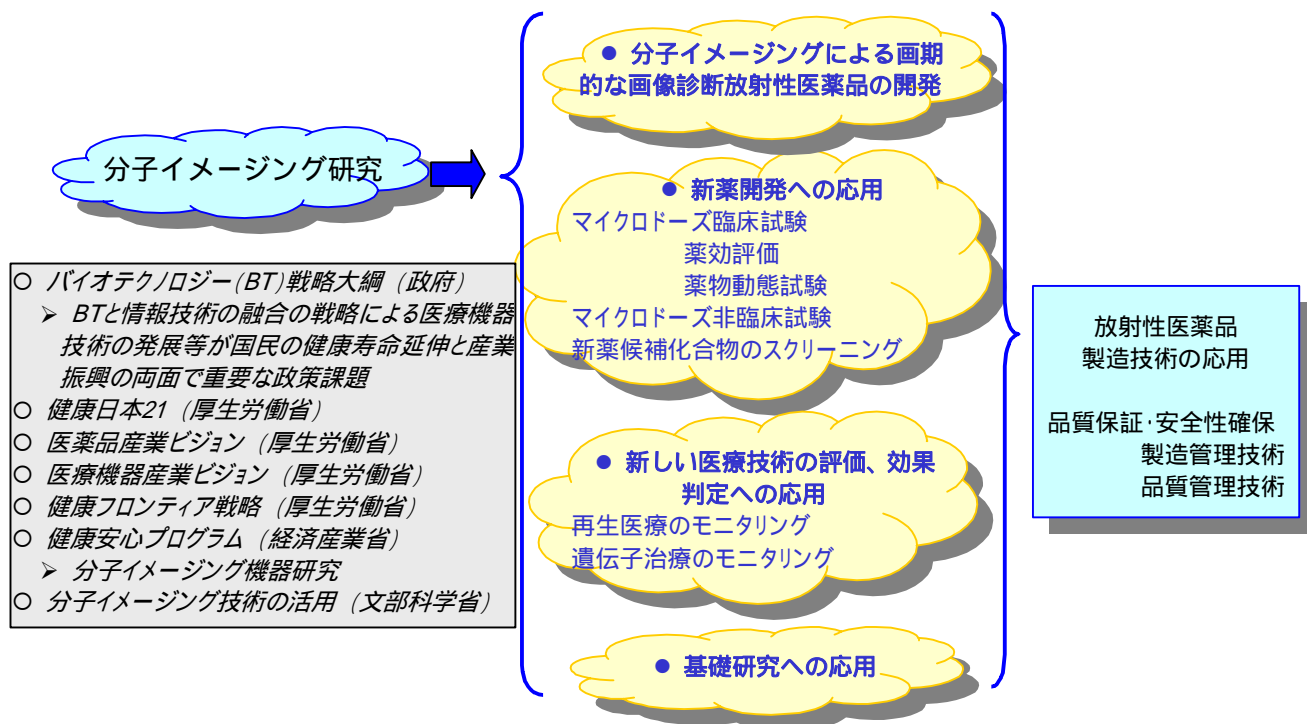 分子イメージング研究
○ バイオテクノロジー(BT)戦略大綱 (政府)
➢ BTと情報技術の融合の戦略による医療機器
技術の発展等が国民の健康寿命延伸と産業
振興の両面で重要な政策課題
○ 健康日本21 (厚生労働省)
○ 医薬品産業ビジョン (厚生労働省)
○ 医療機器産業ビジョン (厚生労働省)
○ 健康フロンティア戦略 (厚生労働省)
○ 健康安心プログラム (経済産業省)
➢ 分子イメージング機器研究
○ 分子イメージング技術の活用 (文部科学省)
● 分子イメージングによる画期
的な画像診断放射性医薬品の開発
● 新薬開発への応用
マイクロドーズ臨床試験
薬効評価
薬物動態試験
マイクロドーズ非臨床試験
新薬候補化合物のスクリーニング
● 新しい医療技術の評価、効果
判定への応用
再生医療のモニタリング
遺伝子治療のモニタリング
● 基礎研究への応用
放射性医薬品
製造技術の応用
品質保証・安全性確保
製造管理技術
品質管理技術